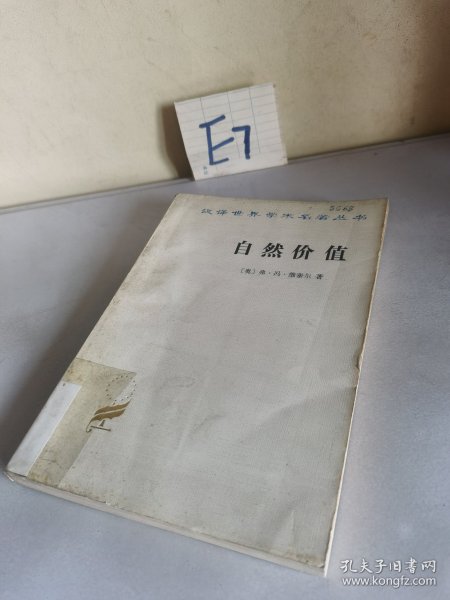 E7
5568
汉译世界学术名著丛书
自然价值
〔奥〕弗·冯·维塞尔 著
孔夫子旧书网
www.kongfz.com